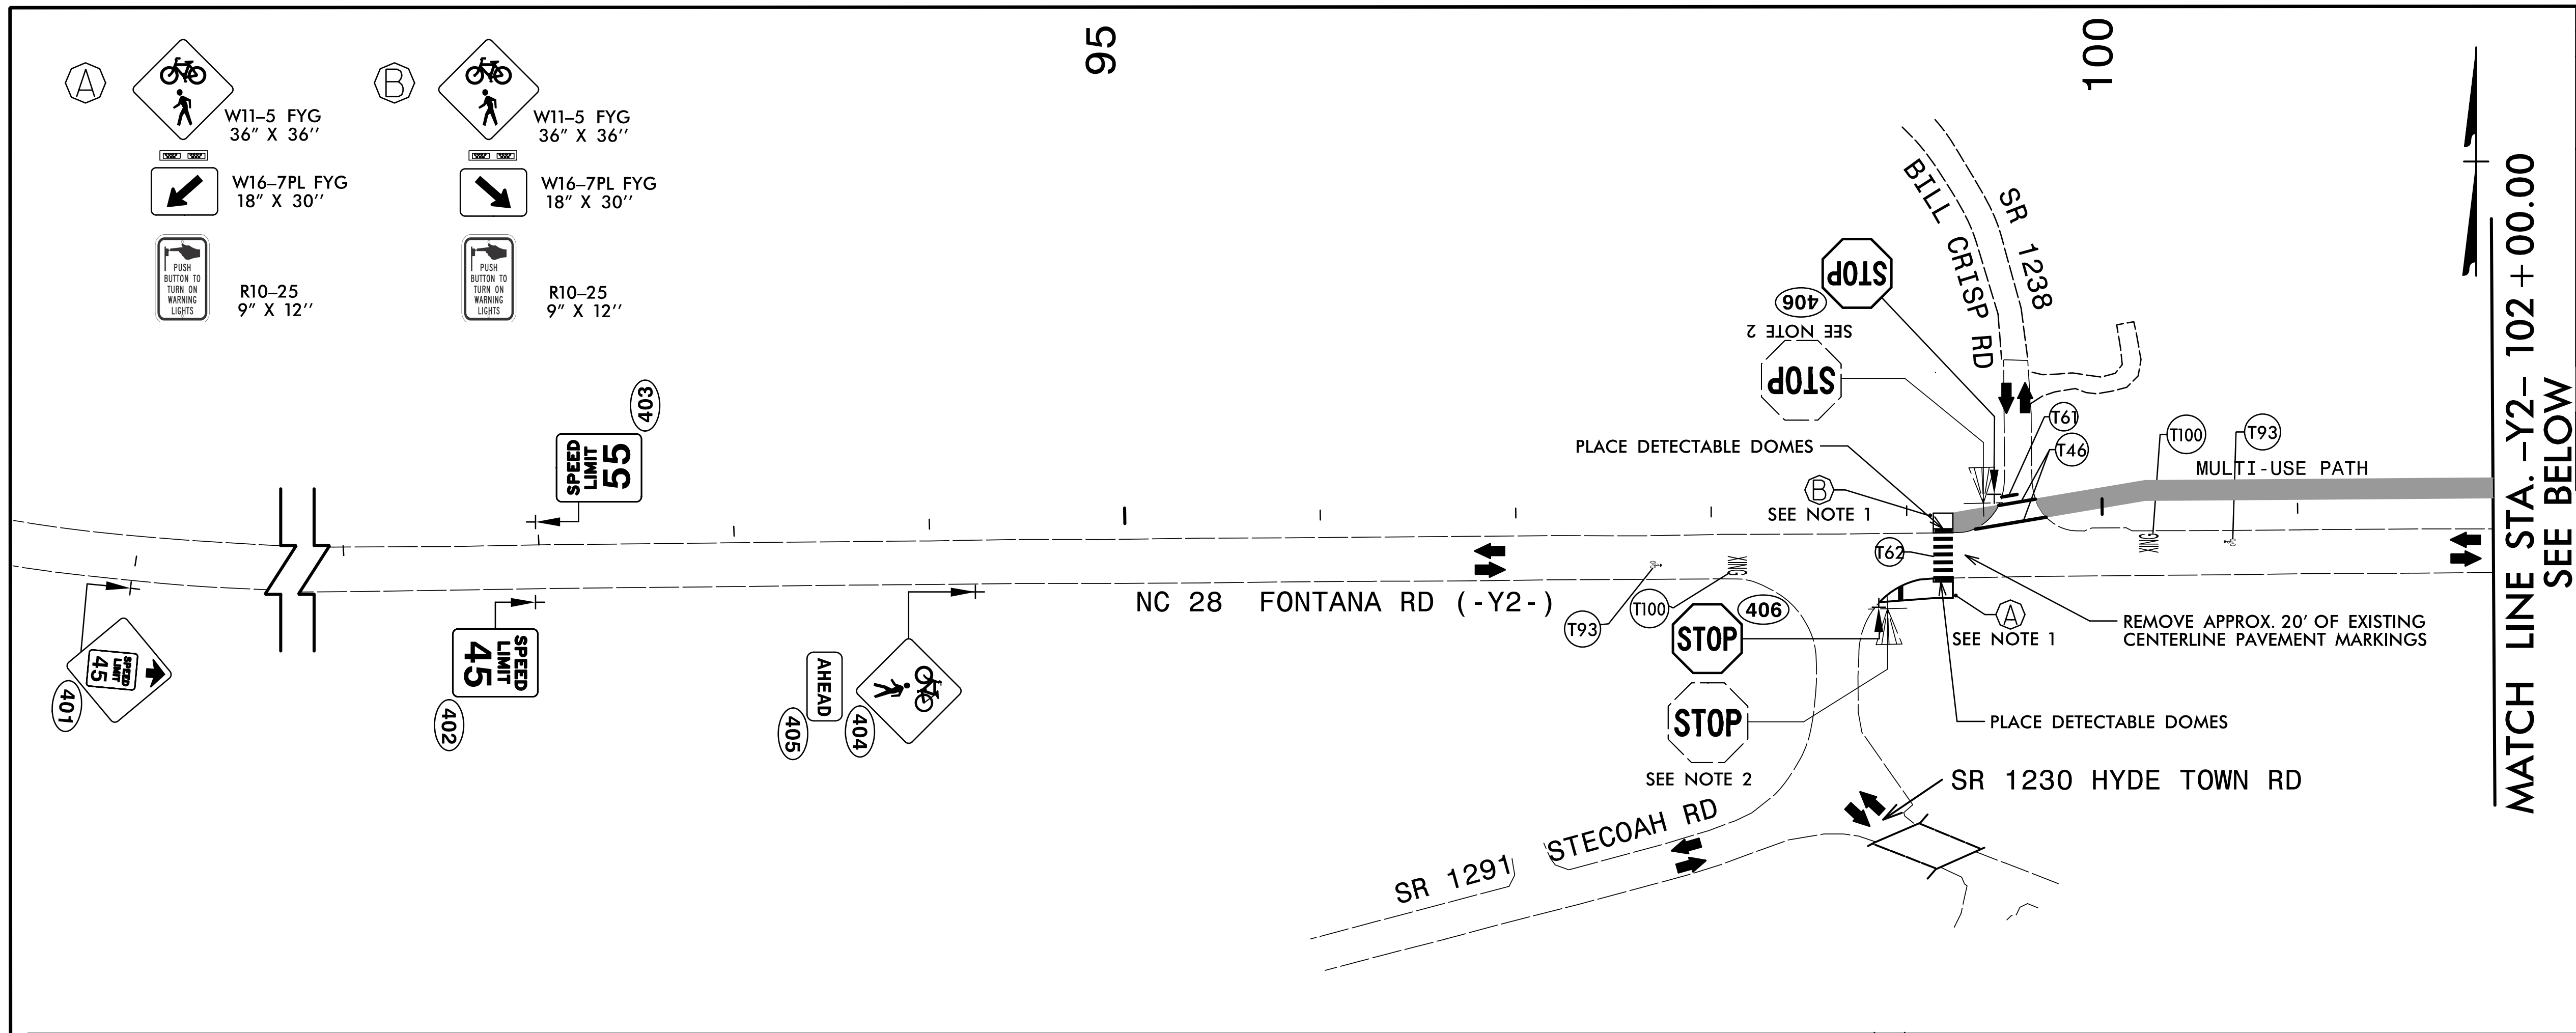 95
100
A
W11-5 FYG
36" X 36''
W16-7PL FYG
18" X 30''
PUSH
BUTTON TO
TURN ON
WARNING
LIGHTS
R10-25
9" X 12''
B
W11-5 FYG
36" X 36''
W16-7PL FYG
18" X 30''
PUSH
BUTTON TO
TURN ON
WARNING
LIGHTS
R10-25
9" X 12''
BILL CRISP RD
SR 1238
STOP
406
SEE NOTE 2
STOP
403
SPEED
LIMIT
55
PLACE DETECTABLE DOMES
T61
T46
T100
T93
MULTI-USE PATH
B
SEE NOTE 1
XING
T62
XING
NC 28 FONTANA RD (-Y2-)
T93
T100
406
STOP
A
SEE NOTE 1
REMOVE APPROX. 20' OF EXISTING
CENTERLINE PAVEMENT MARKINGS
SPEED
LIMIT
45
401
SPEED
LIMIT
45
402
AHEAD
405
404
STOP
SEE NOTE 2
PLACE DETECTABLE DOMES
SR 1230 HYDE TOWN RD
SR 1291 STECOAH RD
MATCH LINE STA. -Y2- 102+00.00
SEE BELOW